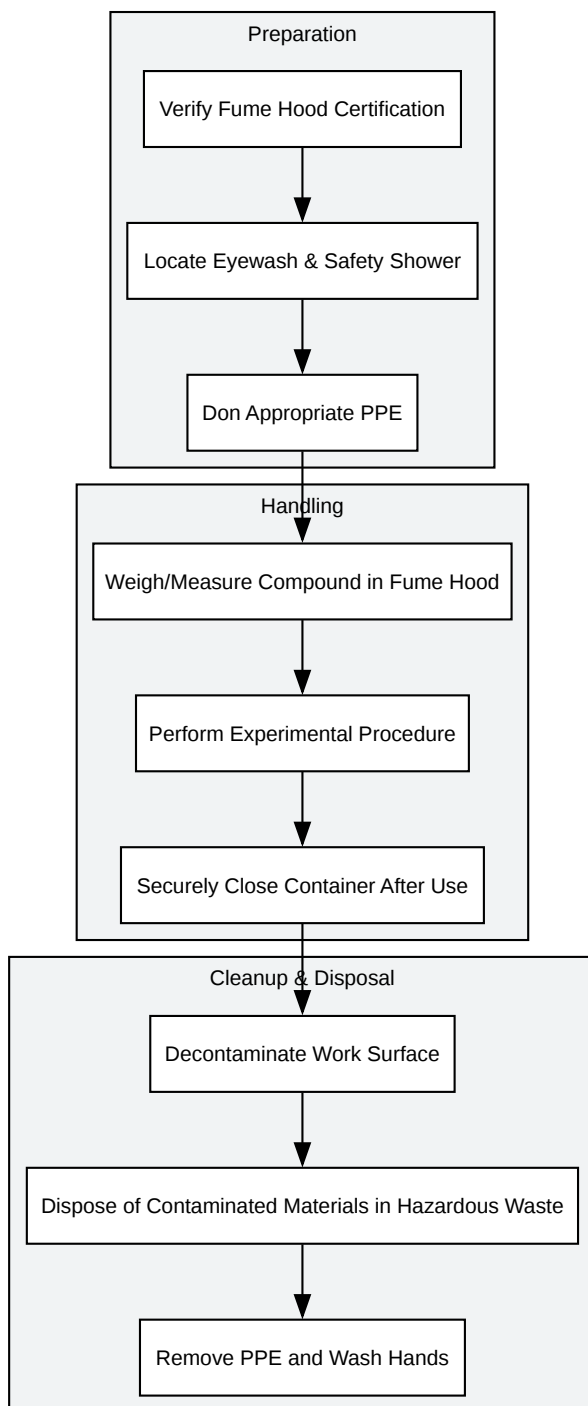 Preparation
Verify Fume Hood Certification
Locate Eyewash & Safety Shower
Don Appropriate PPE
Handling
Weigh/Measure Compound in Fume Hood
Perform Experimental Procedure
Securely Close Container After Use
Cleanup & Disposal
Decontaminate Work Surface
Dispose of Contaminated Materials in Hazardous Waste
Remove PPE and Wash Hands